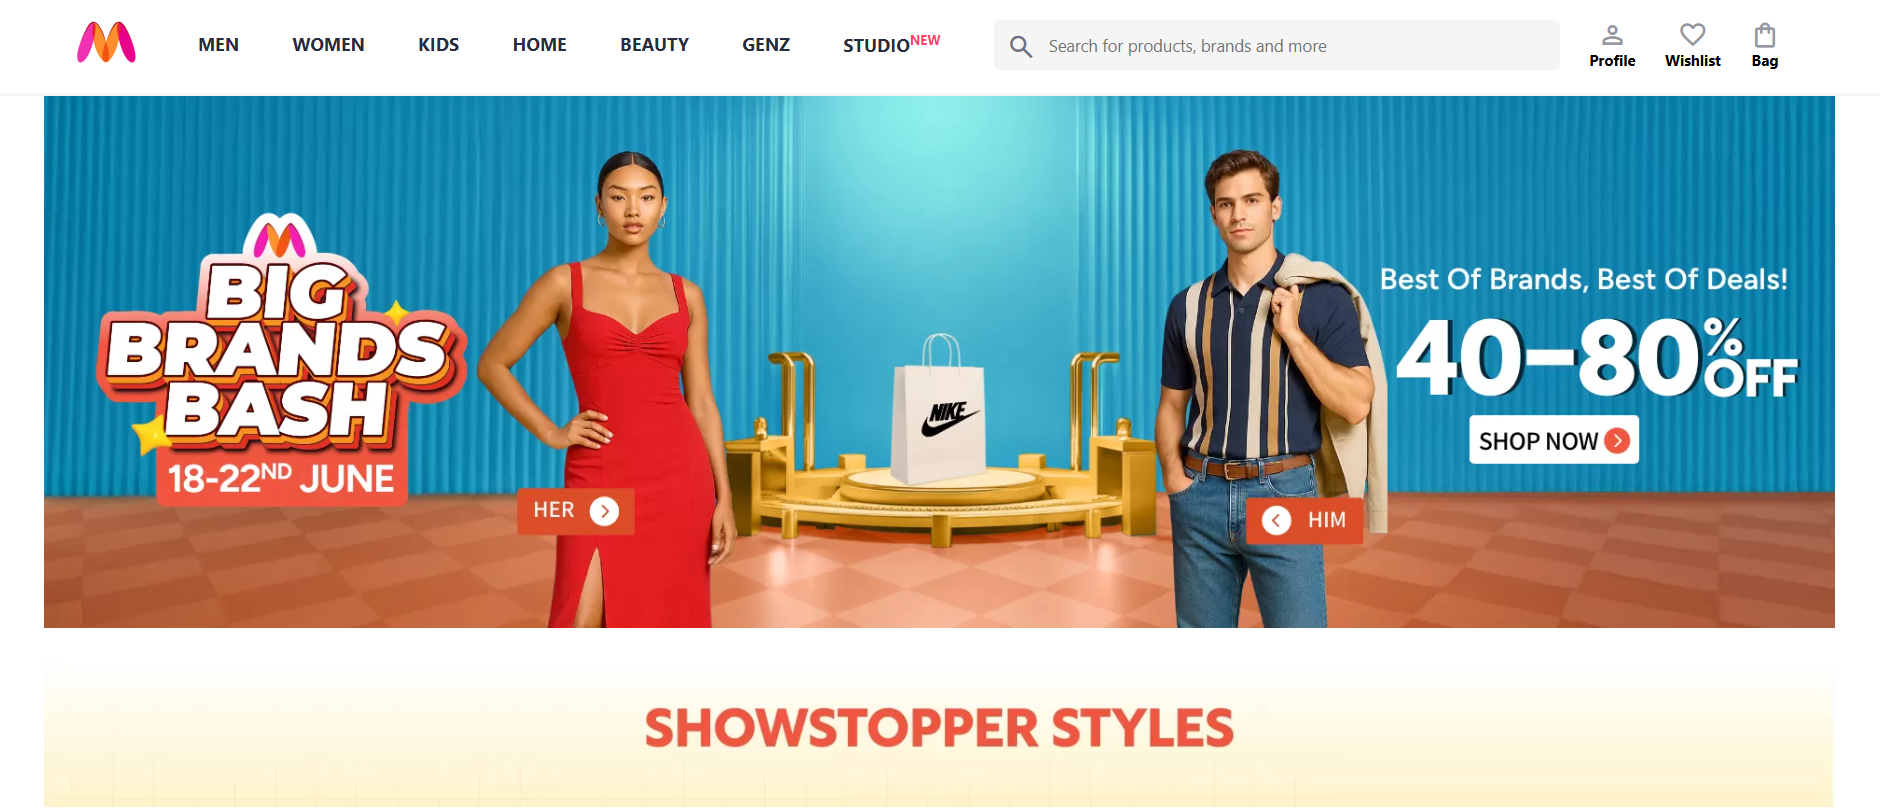 MEN
WOMEN
KIDS
HOME
BEAUTY
GENZ
STUDIO NEW
Search for products, brands and more
Profile
Wishlist
Bag
BIG
BRANDS
BASH
18-22ND JUNE
HER
NIKE
HIM
Best Of Brands, Best Of Deals!
40-80% OFF
SHOP NOW
SHOWSTOPPER STYLES